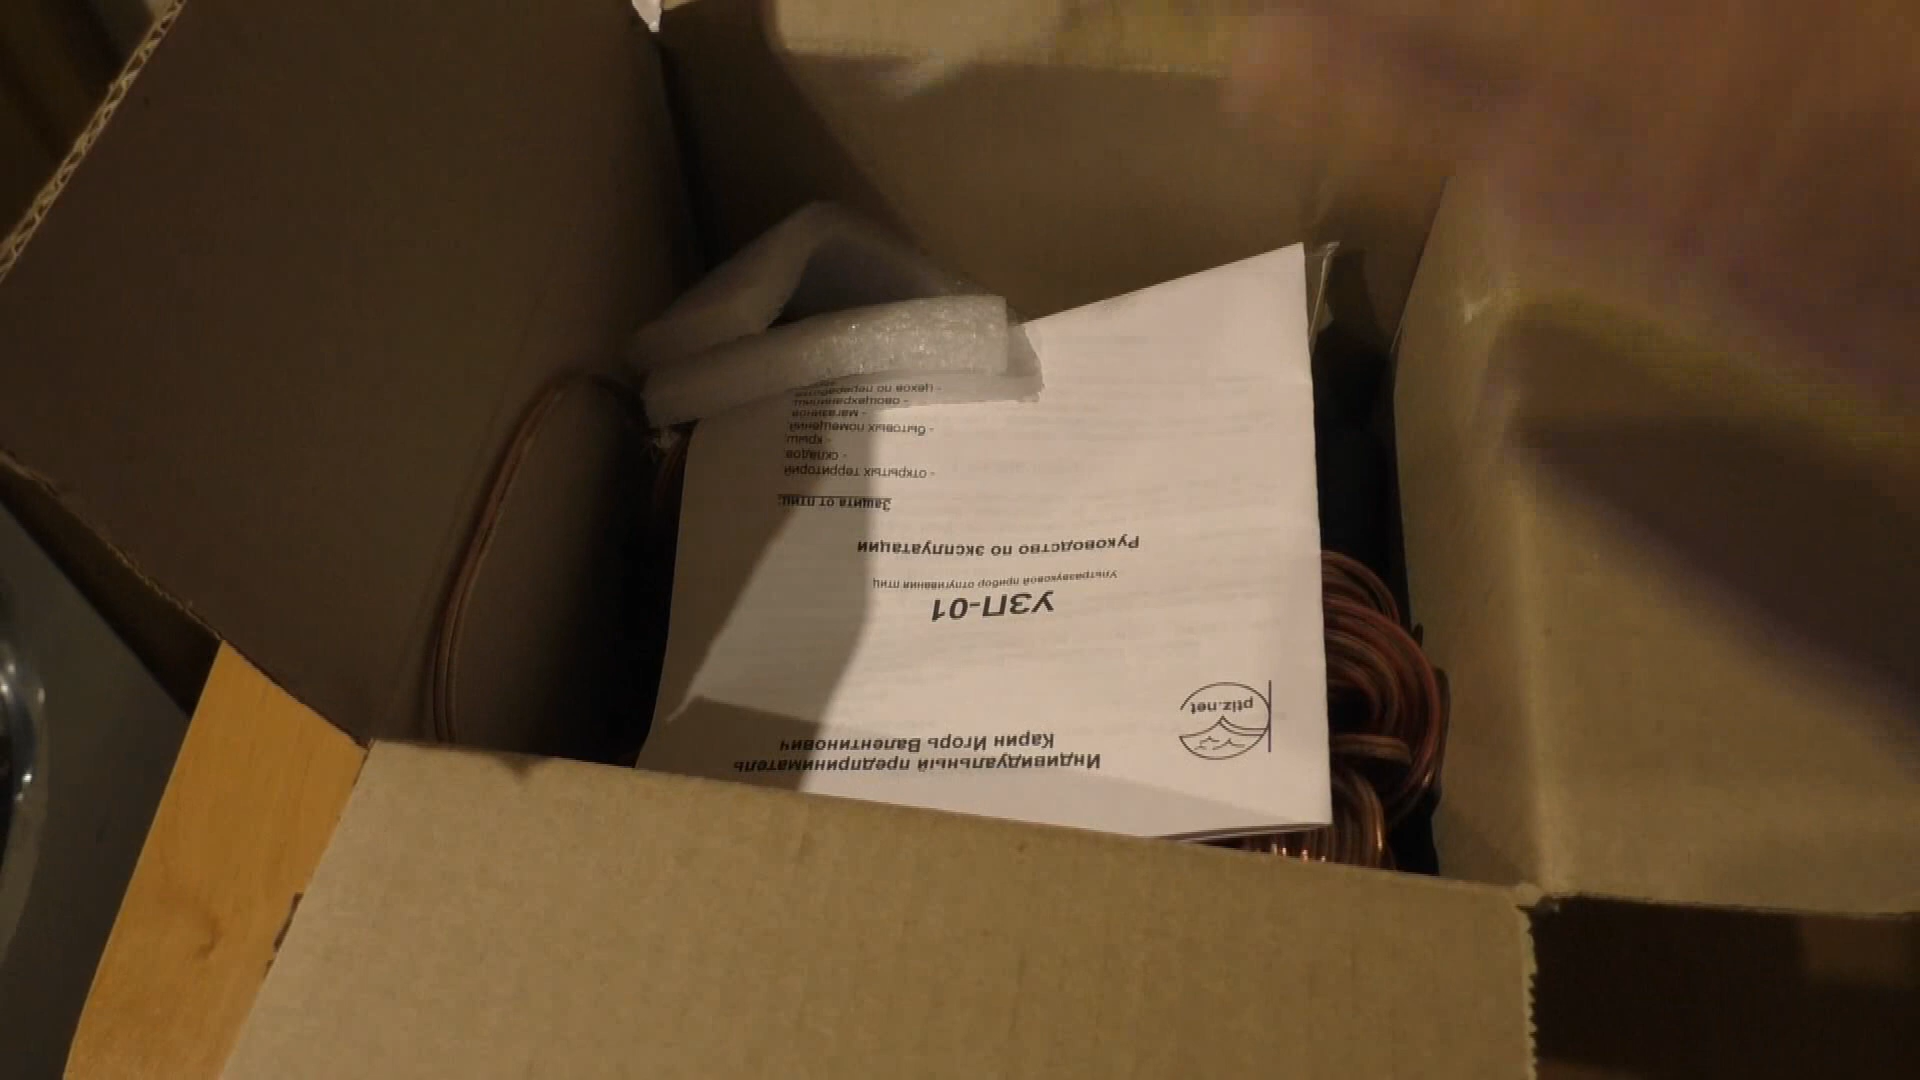 Индивидуальный предприниматель
Карин Игорь Валентинович
ptiz.net
УЗП-01
Ультразвуковой прибор отпугивания птиц
Руководство по эксплуатации
Защита от птиц:
- открытых территорий
- складов
- крыш
- бытовых помещений
- магазинов
- овощехранилищ
- цехов по